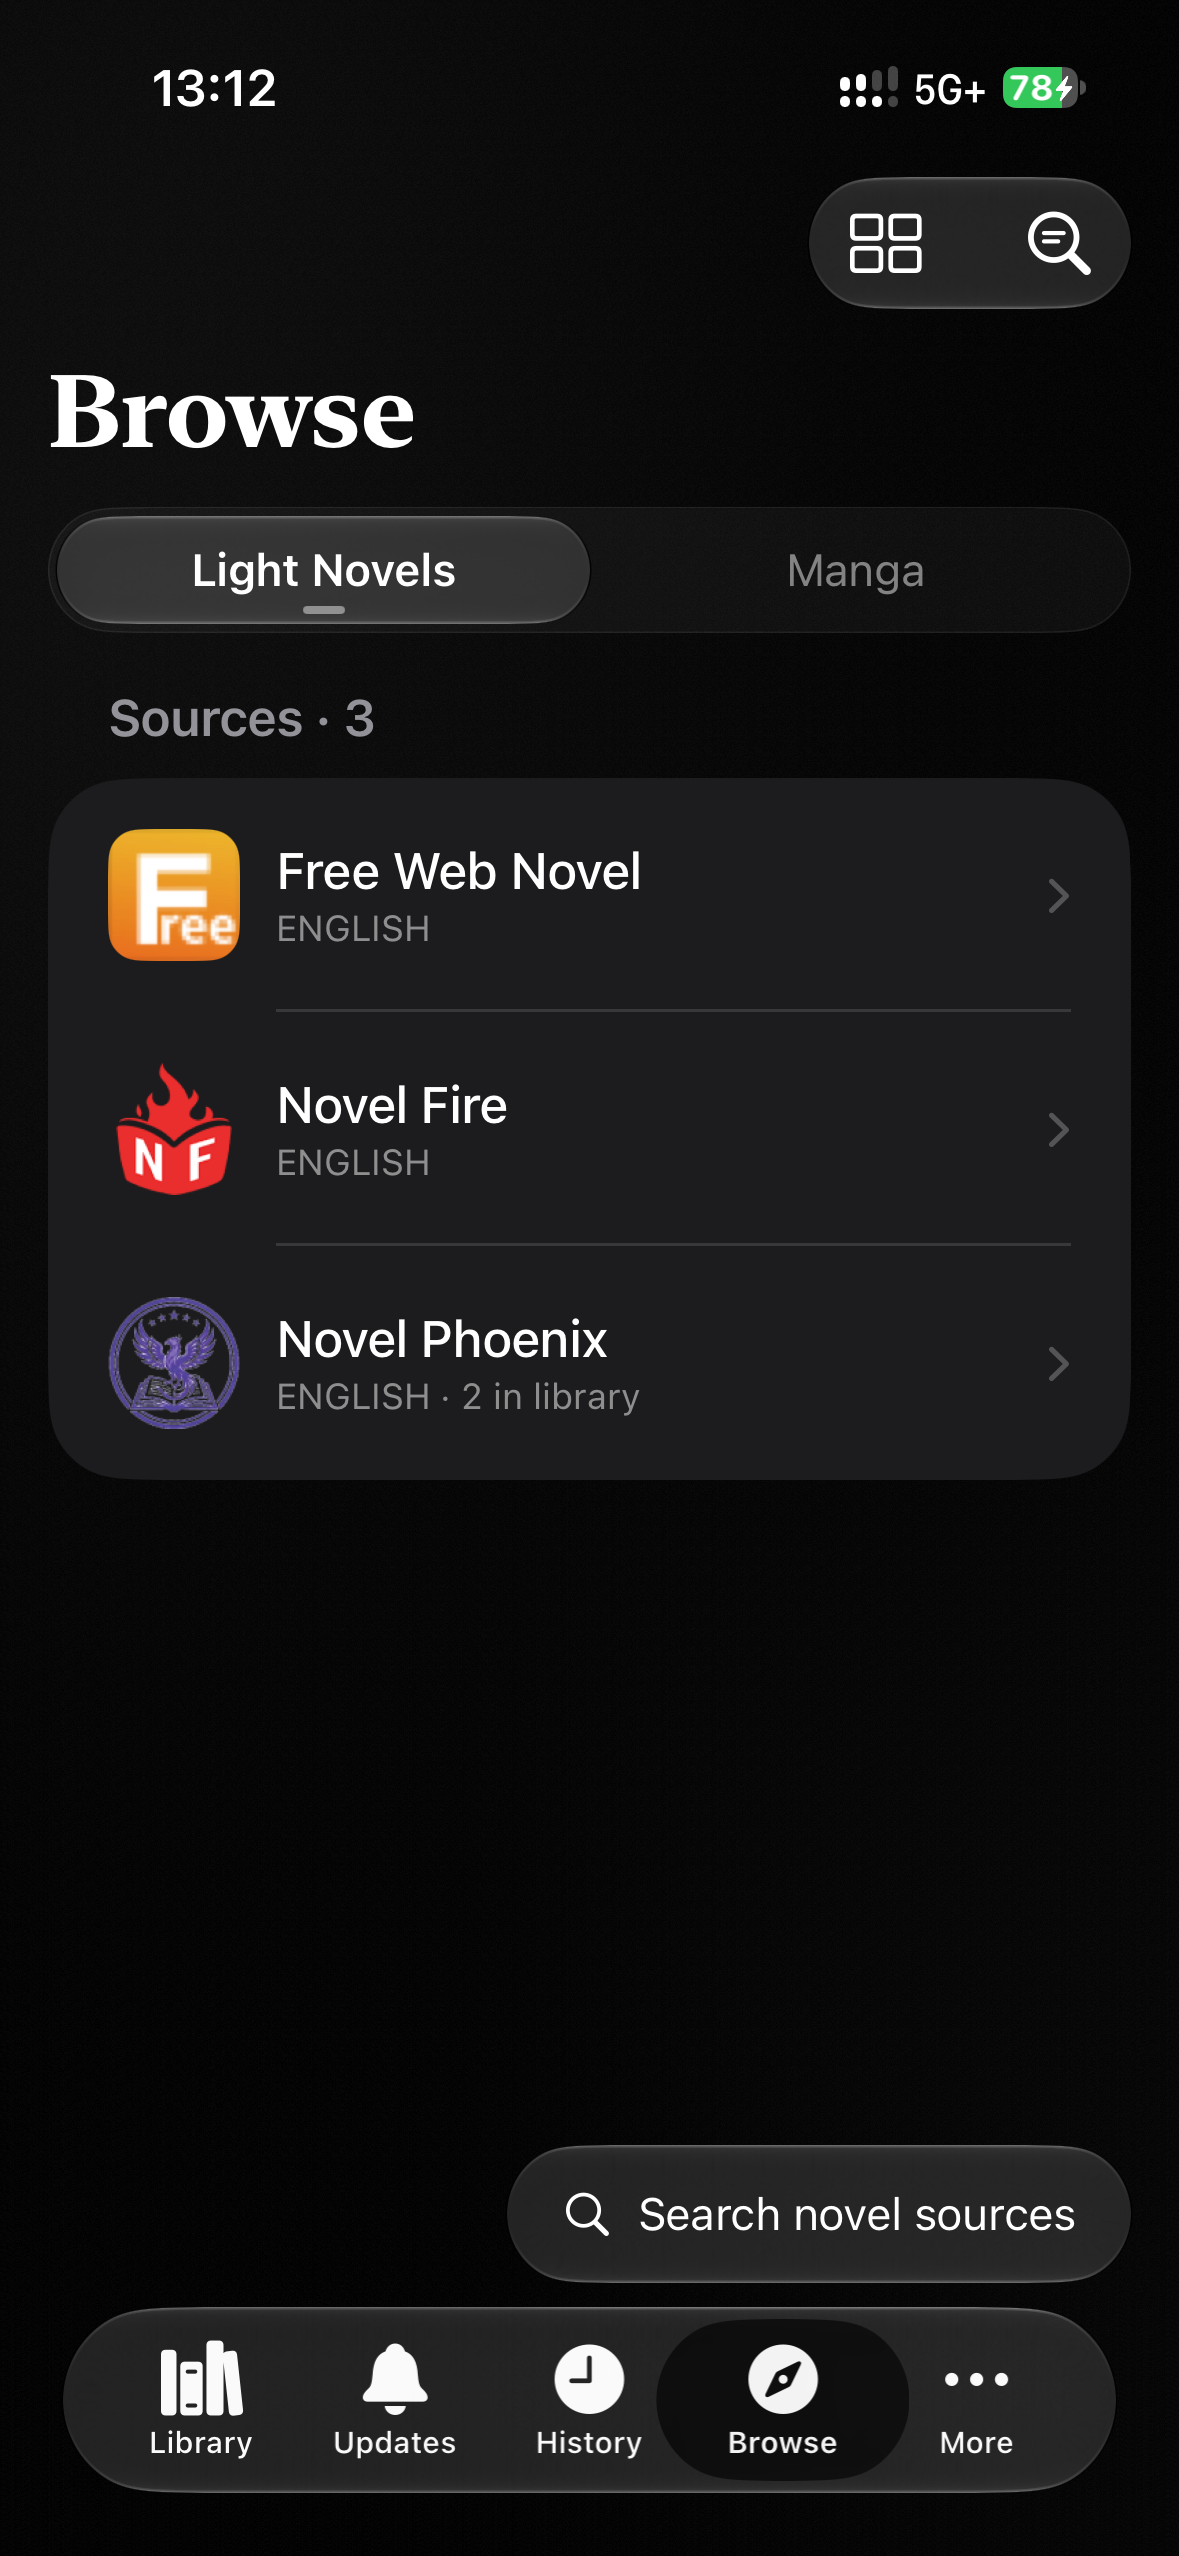 13:12
5G+
78
Browse
Light Novels
Manga
Sources · 3
Free
Free Web Novel
ENGLISH
NF
Novel Fire
ENGLISH
Novel Phoenix
ENGLISH · 2 in library
Search novel sources
Library
Updates
History
Browse
More